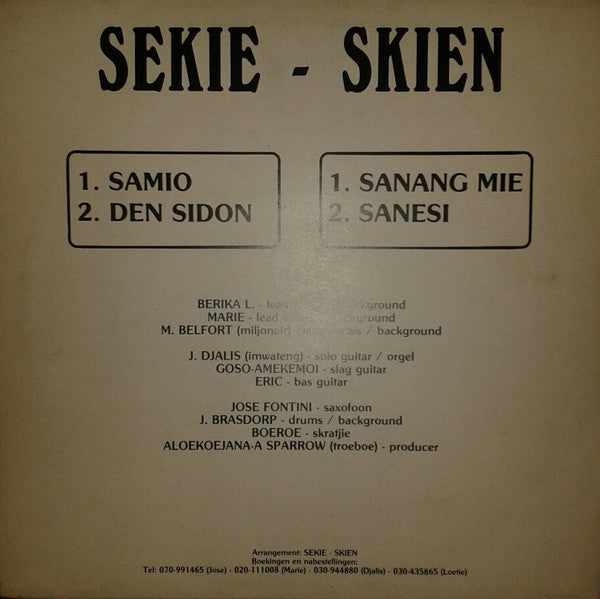 SEKIE - SKIEN
1. SAMIO
2. DEN SIDON
1. SANANG MIE
2. SANESI
BERIKA L. - lead / background
MARIE - lead / background
M. BELFORT (miljonair) - vocals / background
J. DJALIS (imwateng) - solo guitar / orgel
GOSO-AMEKEMOI - slag guitar
ERIC - bas guitar
JOSE FONTINI - saxofoon
J. BRASDORP - drums / background
BOEROE - skratjie
ALOEKOEJANA-A SPARROW (troeboe) - producer
Arrangement: SEKIE - SKIEN
Boekingen en nabestellingen:
Tel: 070-991465 (Jose) - 020-111008 (Marie) - 030-944880 (Djalis) - 030-435865 (Loetie)